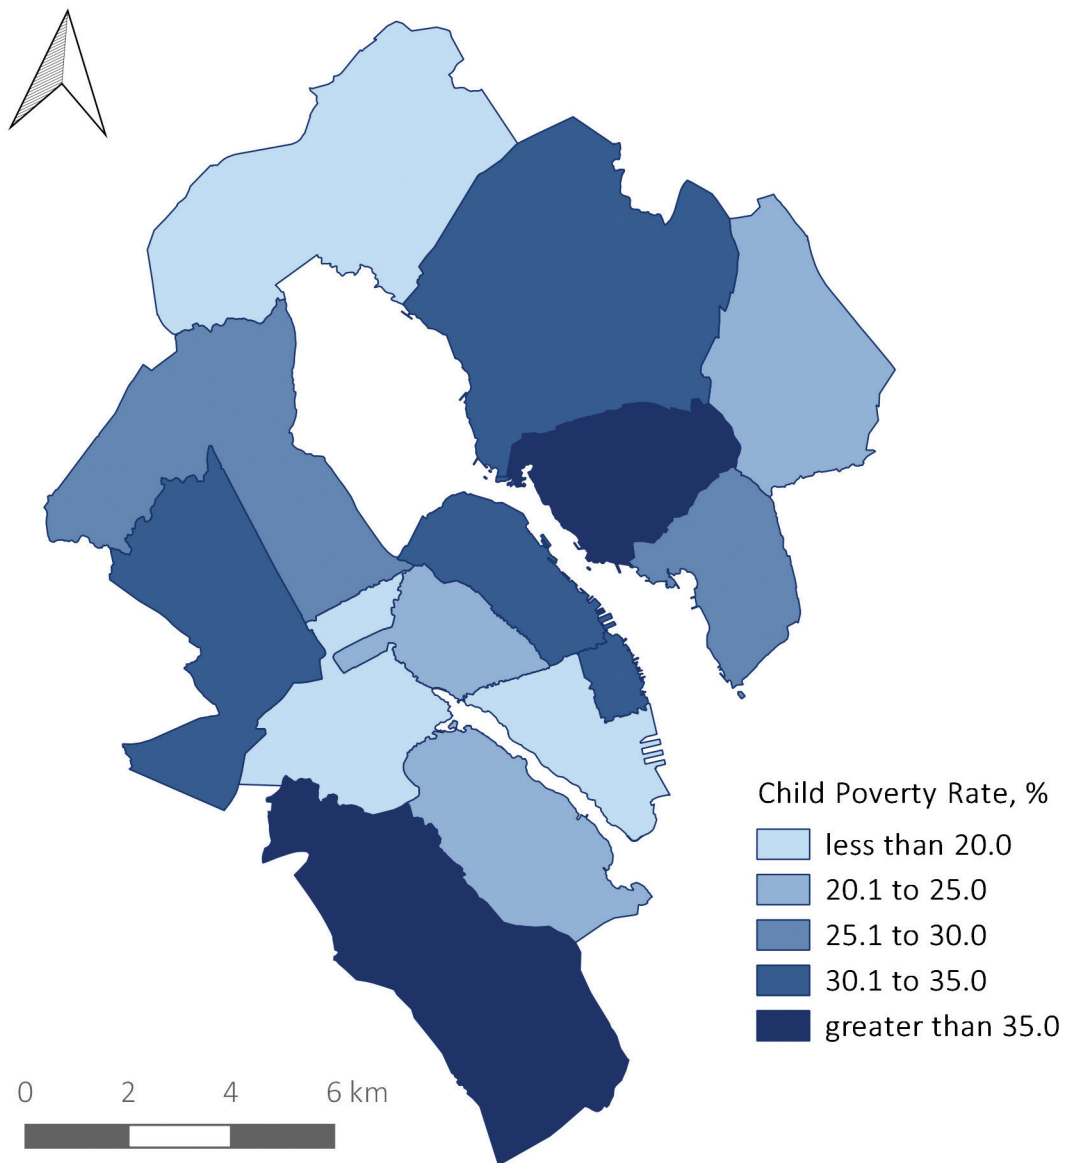 Child Poverty Rate, %
less than 20.0
20.1 to 25.0
25.1 to 30.0
30.1 to 35.0
greater than 35.0
0 2 4 6 km